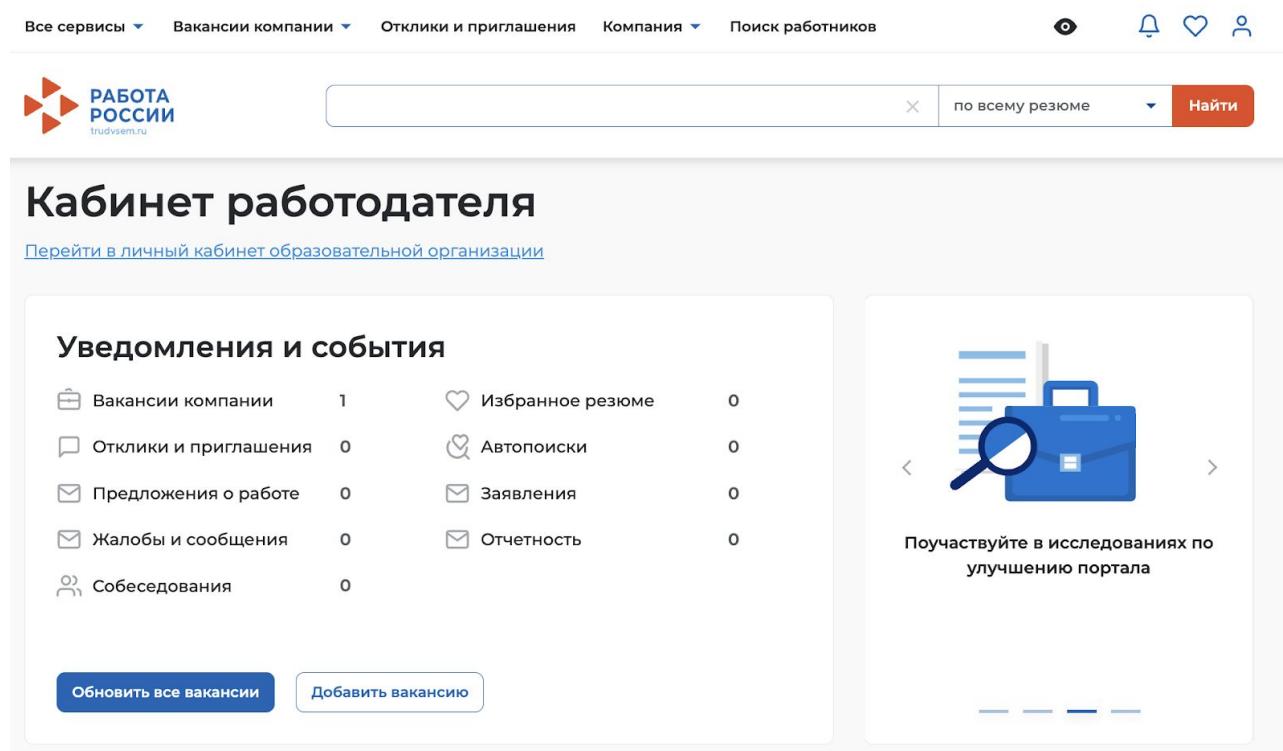 Все сервисы Вакансии компании Отклики и приглашения Компания Поиск работников
РАБОТА
РОССИИ
trudvsem.ru
по всему резюме Найти
Кабинет работодателя
Перейти в личный кабинет образовательной организации
Уведомления и события
Вакансии компании 1 Избранное резюме 0
Отклики и приглашения 0 Автопоиски 0
Предложения о работе 0 Заявления 0
Жалобы и сообщения 0 Отчетность 0
Собеседования 0
Обновить все вакансии Добавить вакансию
Поучаствуйте в исследованиях по
улучшению портала